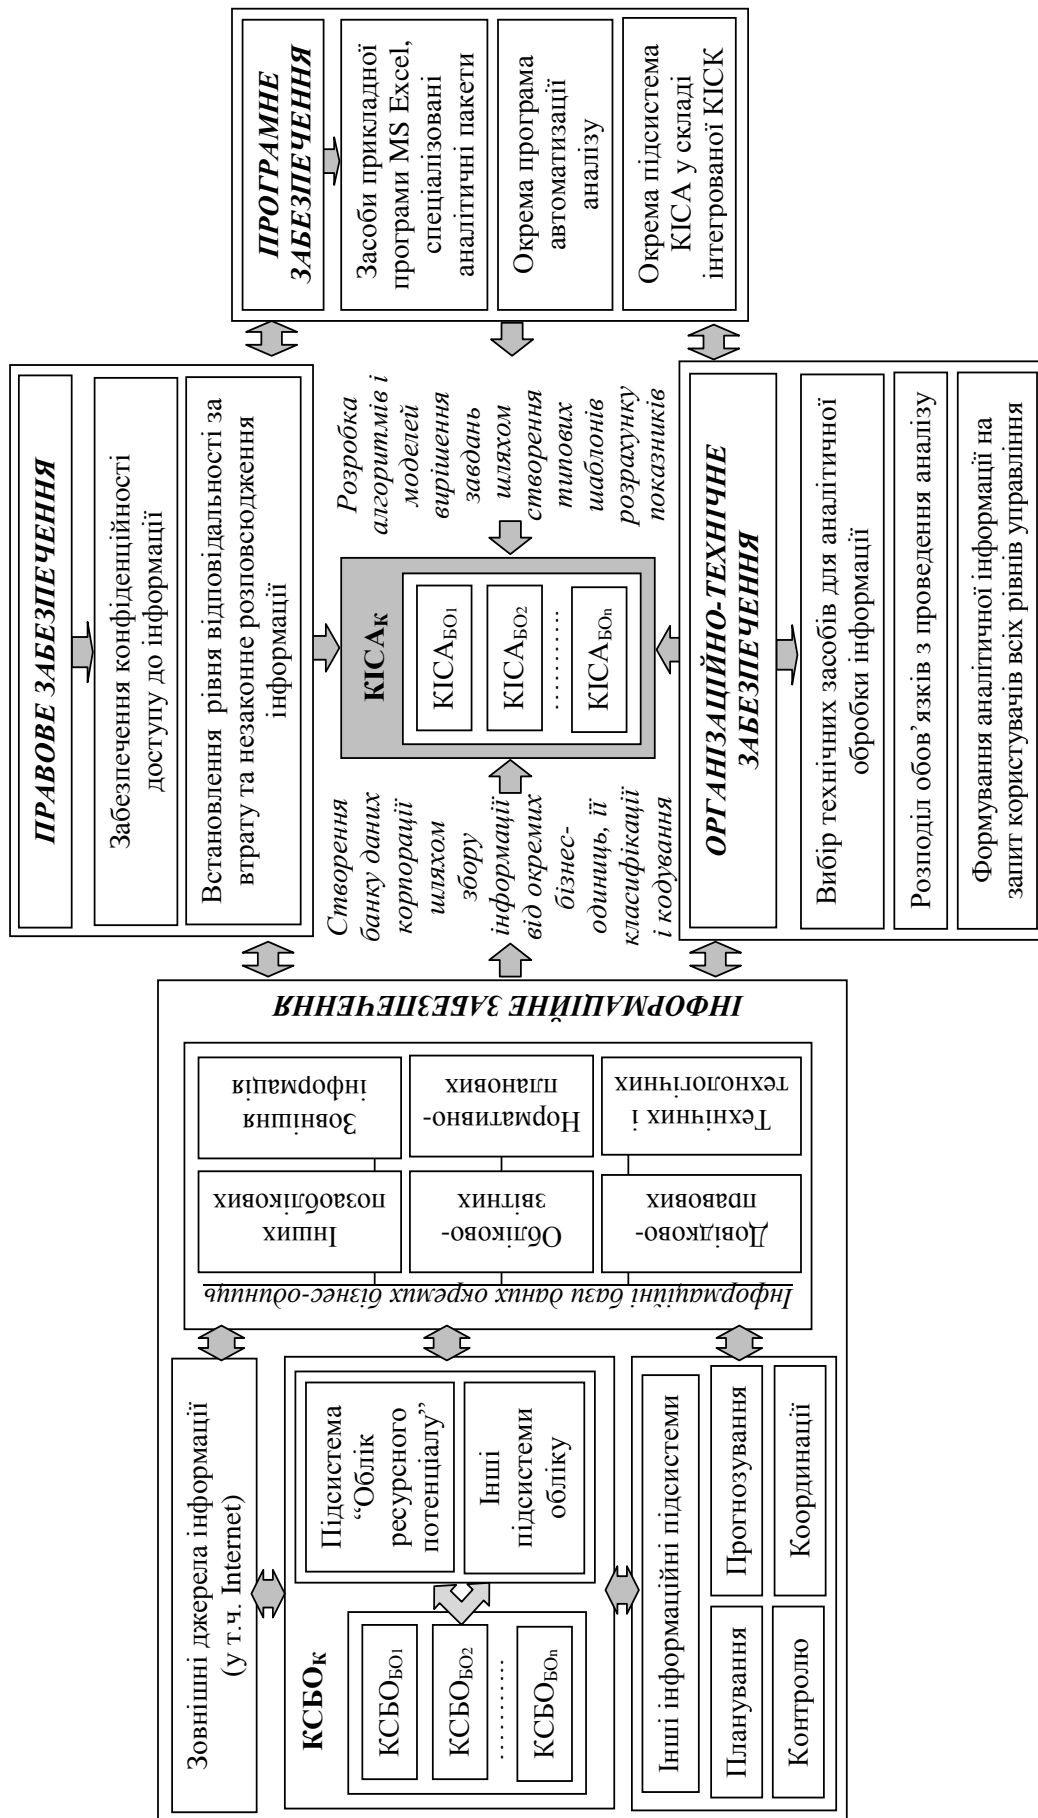 Зовнішні джерела інформації
(у т.ч. Internet)
КСБОК
КСБОБО1
КСБОБО2
..........
КСБОБОn
Підсистема
“Облік
ресурсного
потенціалу”
Інші
підсистеми
обліку
Інші інформаційні підсистеми
Планування
Прогнозування
Контролю
Координації
Інформаційні бази даних окремих бізнес-одиниць
Інших
позаоблікових
Зовнішня
інформація
Обліково-
звітних
Нормативно-
планових
Довідково-
правових
Технічних і
технологічних
ІНФОРМАЦІЙНЕ ЗАБЕЗПЕЧЕННЯ
ПРАВОВЕ ЗАБЕЗПЕЧЕННЯ
Забезпечення конфіденційності
доступу до інформації
Встановлення рівня відповідальності за
втрату та незаконне розповсюдження
інформації
Створення
банку даних
корпорації
шляхом
збору
інформації
від окремих
бізнес-
одиниць, її
класифікації
і кодування
КІСАК
КІСАБО1
КІСАБО2
..........
КІСАБОn
Розробка
алгоритмів і
моделей
вирішення
завдань
шляхом
створення
типових
шаблонів
розрахунку
показників
ОРГАНІЗАЦІЙНО-ТЕХНІЧНЕ
ЗАБЕЗПЕЧЕННЯ
Вибір технічних засобів для аналітичної
обробки інформації
Розподіл обов’язків з проведення аналізу
Формування аналітичної інформації на
запит користувачів всіх рівнів управління
ПРОГРАМНЕ
ЗАБЕЗПЕЧЕННЯ
Засоби прикладної
програми MS Excel,
спеціалізовані
аналітичні пакети
Окрема програма
автоматизації
аналізу
Окрема підсистема
КІСА у складі
інтегрованої КІСК